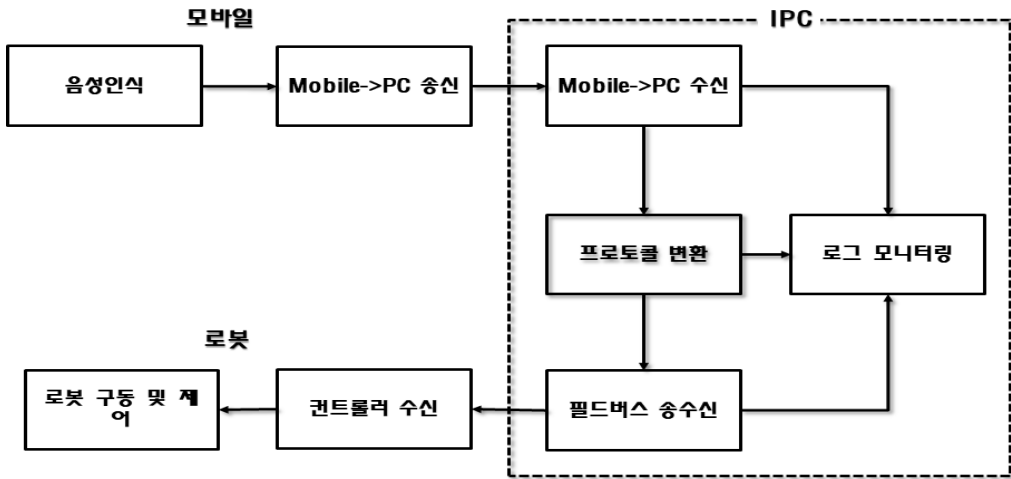 모바일
IPC
음성인식
Mobile->PC 송신
Mobile->PC 수신
프로토콜 변환
로그 모니터링
로봇
로봇 구동 및 제
어
컨트롤러 수신
필드버스 송수신